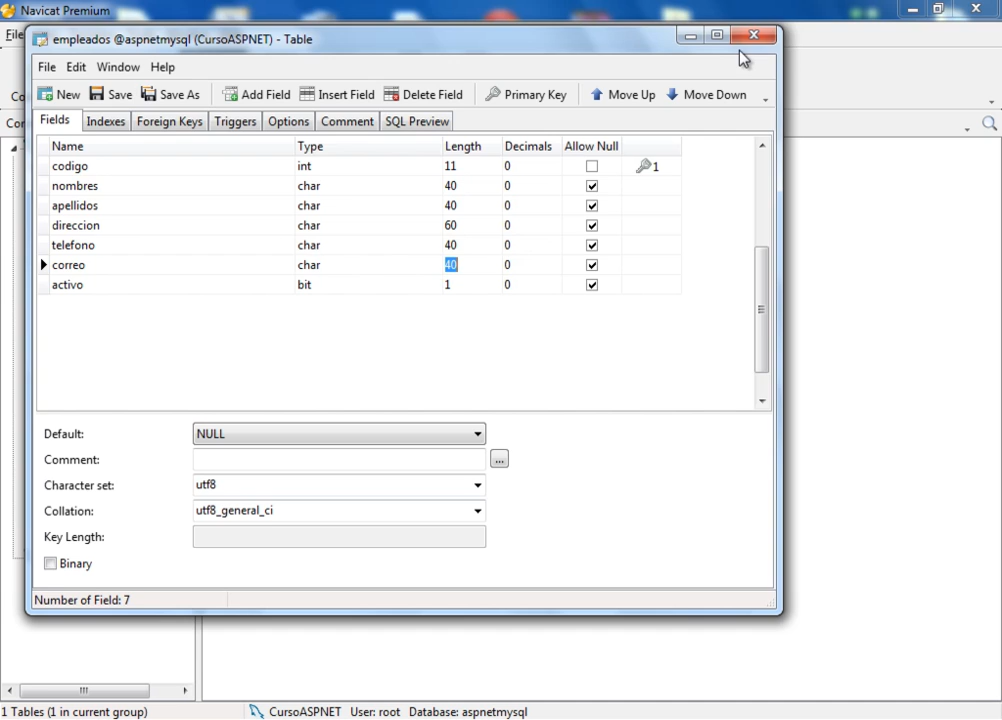 Navicat Premium
File
empleados @aspnetmysql (CursoASPNET) - Table
File Edit Window Help
Co
New Save Save As Add Field Insert Field Delete Field Primary Key Move Up Move Down
Con
Fields Indexes Foreign Keys Triggers Options Comment SQL Preview
Name Type Length Decimals Allow Null
codigo int 11 0 1
nombres char 40 0
apellidos char 40 0
direccion char 60 0
telefono char 40 0
correo char 40 0
activo bit 1 0
Default: NULL
Comment: ...
Character set: utf8
Collation: utf8_general_ci
Key Length:
Binary
Number of Field: 7
1 Tables (1 in current group) CursoASPNET User: root Database: aspnetmysql